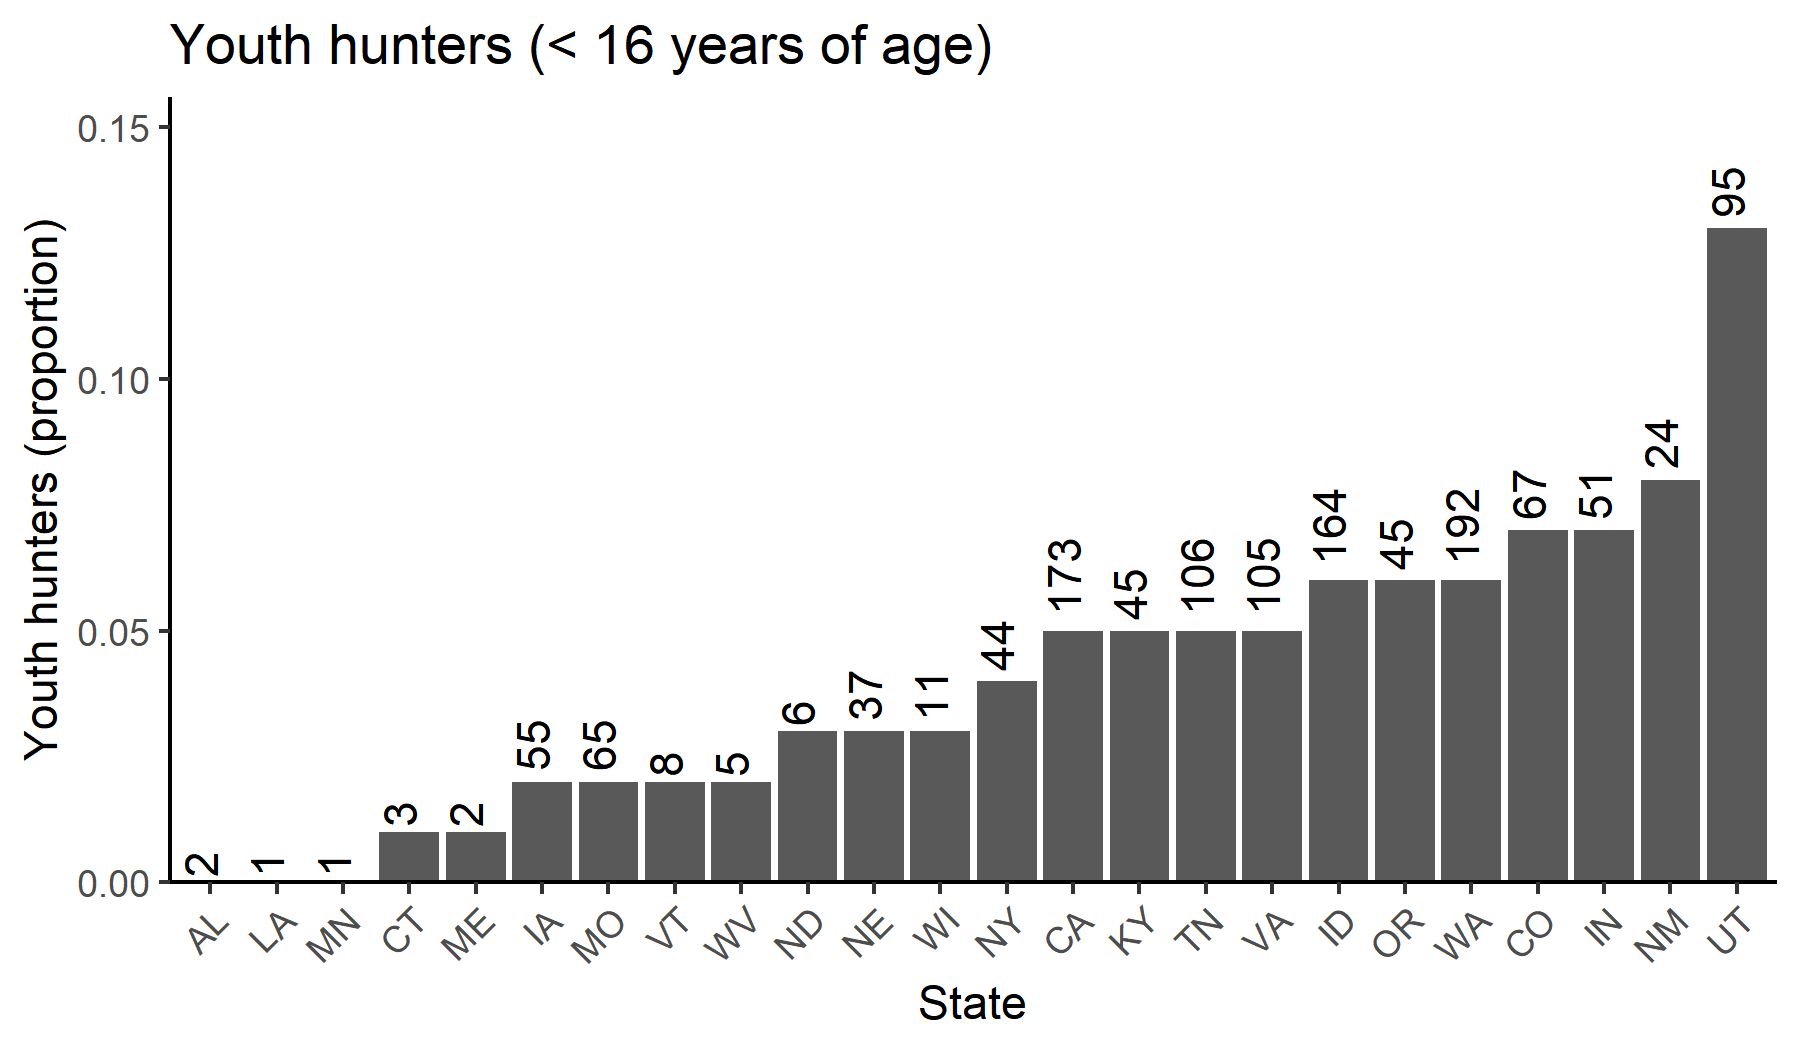 Youth hunters (< 16 years of age)
Youth hunters (proportion)
0.15
0.10
0.05
0.00
2
1
1
3
2
55
65
8
5
6
37
11
44
173
45
106
105
164
45
192
67
51
24
95
AL
LA
MN
CT
ME
IA
MO
VT
WV
ND
NE
WI
NY
CA
KY
TN
VA
ID
OR
WA
CO
IN
NM
UT
State